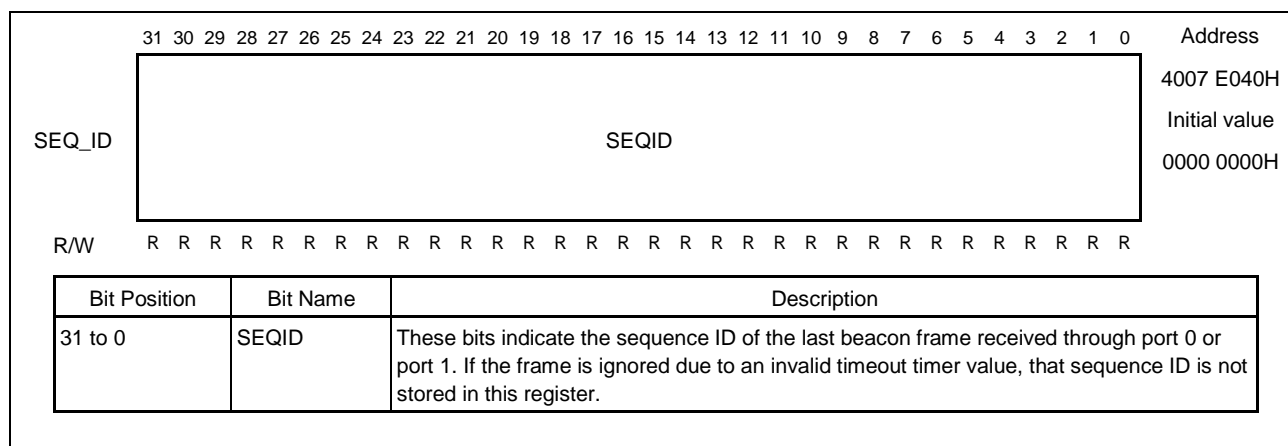 31 30 29 28 27 26 25 24 23 22 21 20 19 18 17 16 15 14 13 12 11 10 9 8 7 6 5 4 3 2 1 0 Address
4007 E040H
SEQ_ID SEQID Initial value
0000 0000H
R/W R R R R R R R R R R R R R R R R R R R R R R R R R R R R R R R R
Bit Position Bit Name Description
31 to 0 SEQID These bits indicate the sequence ID of the last beacon frame received through port 0 or
port 1. If the frame is ignored due to an invalid timeout timer value, that sequence ID is not
stored in this register.